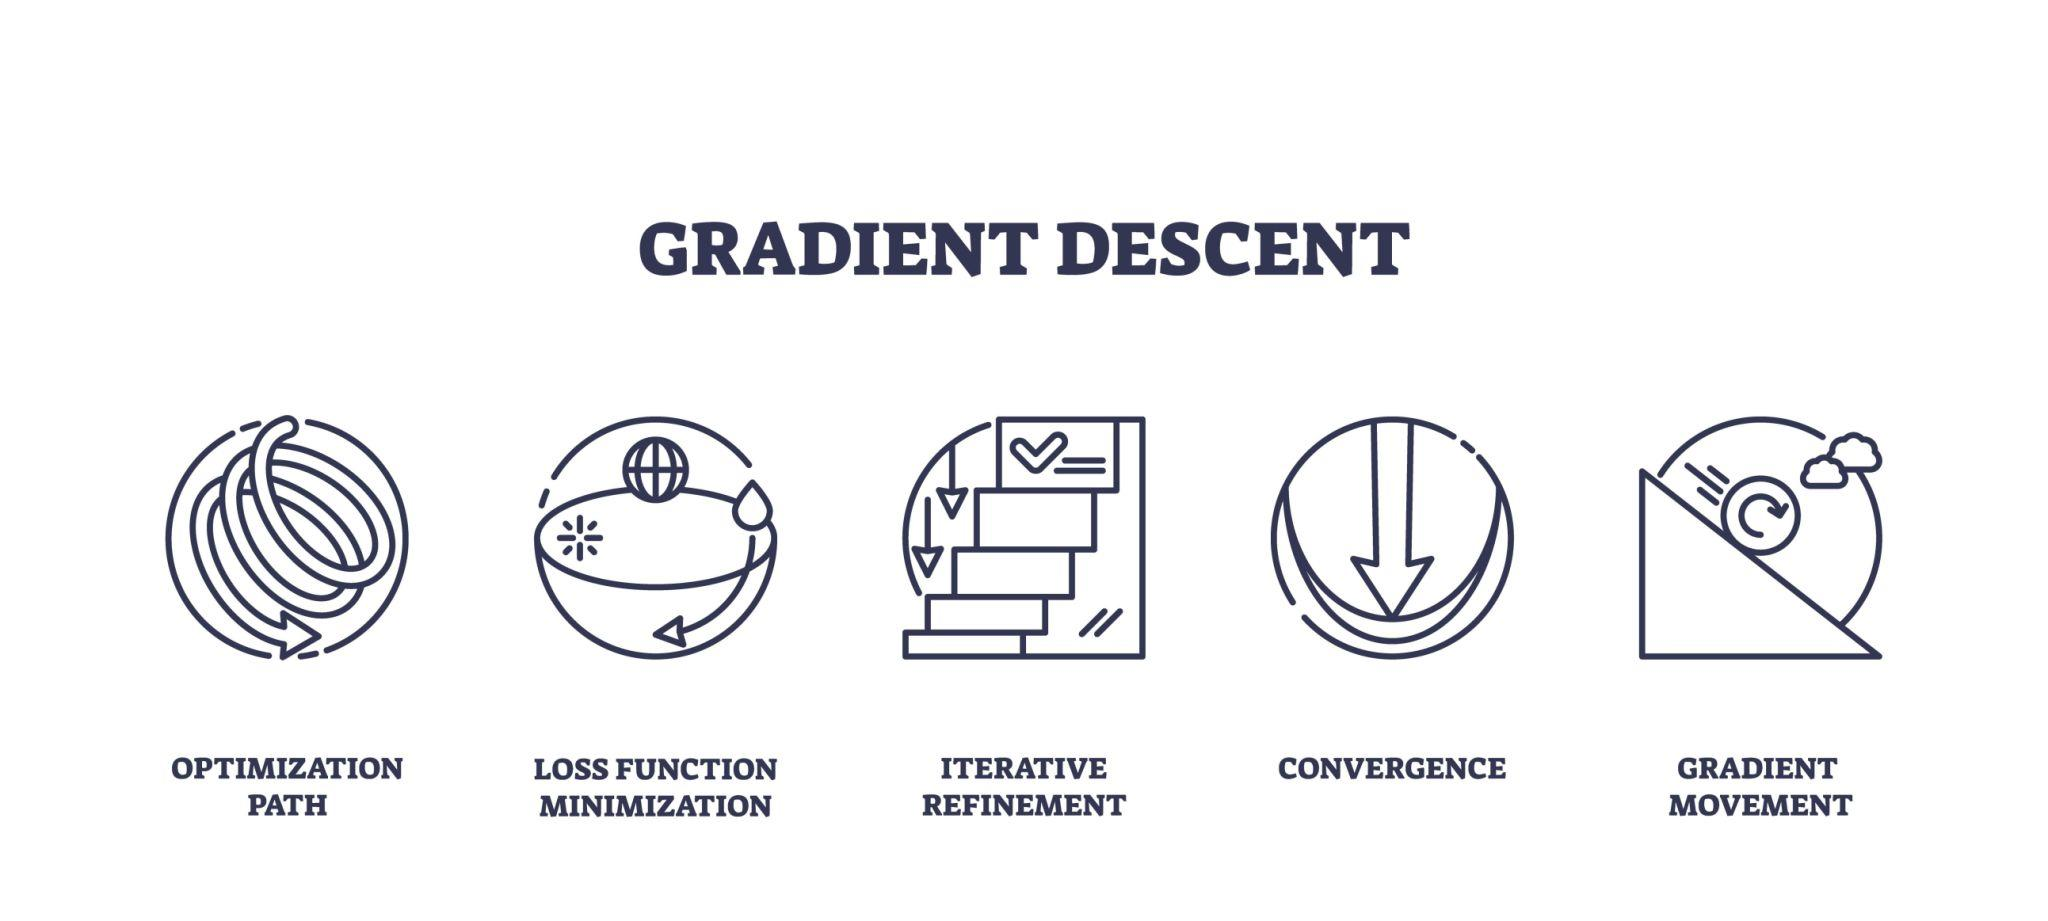 GRADIENT DESCENT
OPTIMIZATION
PATH
LOSS FUNCTION
MINIMIZATION
ITERATIVE
REFINEMENT
CONVERGENCE
GRADIENT
MOVEMENT